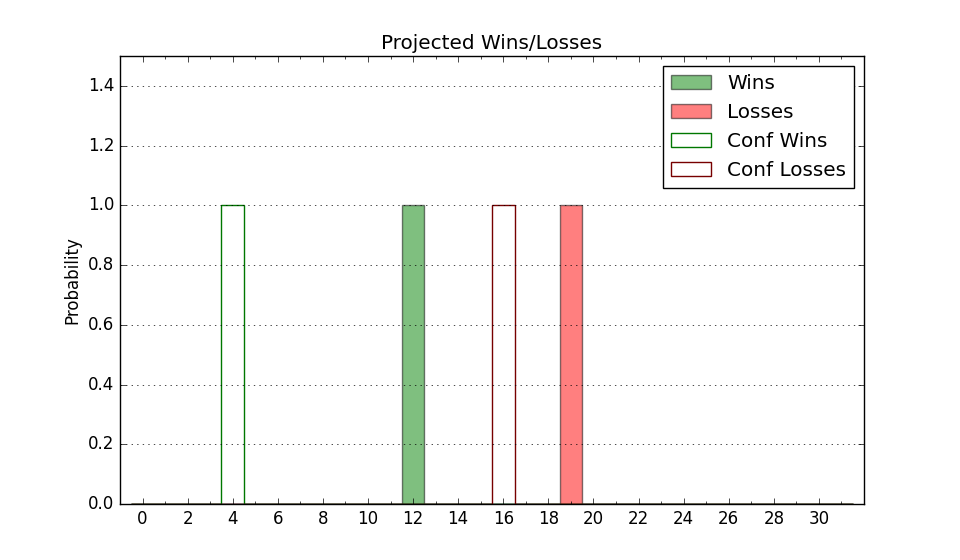 Projected Wins/Losses
Wins
Losses
Conf Wins
Conf Losses
Probability
1.4
1.2
1.0
0.8
0.6
0.4
0.2
0.0
0 2 4 6 8 10 12 14 16 18 20 22 24 26 28 30